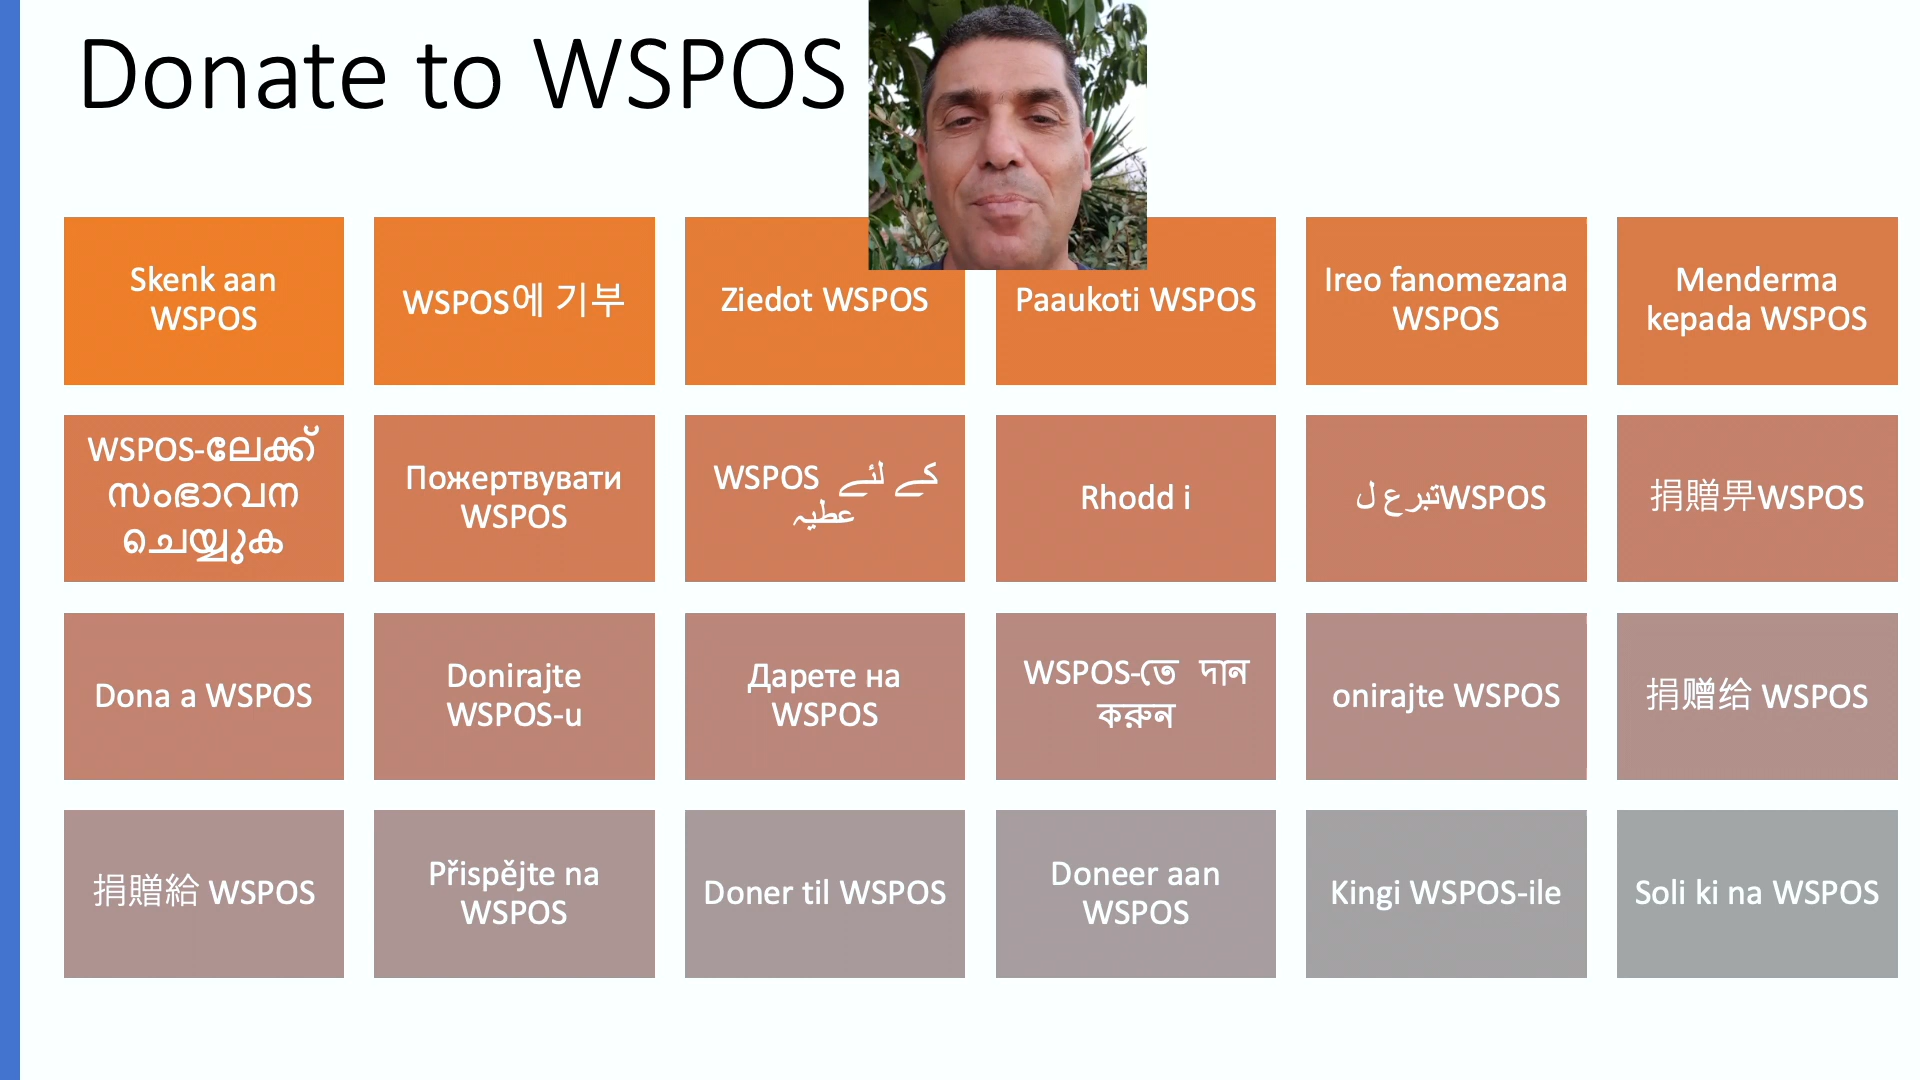 Donate to WSPOS
Skenk aan
WSPOS
WSPOS에 기부
Ziedot WSPOS
Paaukoti WSPOS
Ireo fanomezana
WSPOS
Menderma
kepada WSPOS
WSPOS-ലേക്ക്
സംഭാവന
ചെയ്യുക
Пожертвувати
WSPOS
WSPOS کے لئے
عطیہ
Rhodd i
تبرع لWSPOS
捐贈畀WSPOS
Dona a WSPOS
Donirajte
WSPOS-u
Дарете на
WSPOS
WSPOS-তে দান
করুন
onirajte WSPOS
捐赠给 WSPOS
捐贈給 WSPOS
Přispějte na
WSPOS
Doner til WSPOS
Doneer aan
WSPOS
Kingi WSPOS-ile
Soli ki na WSPOS